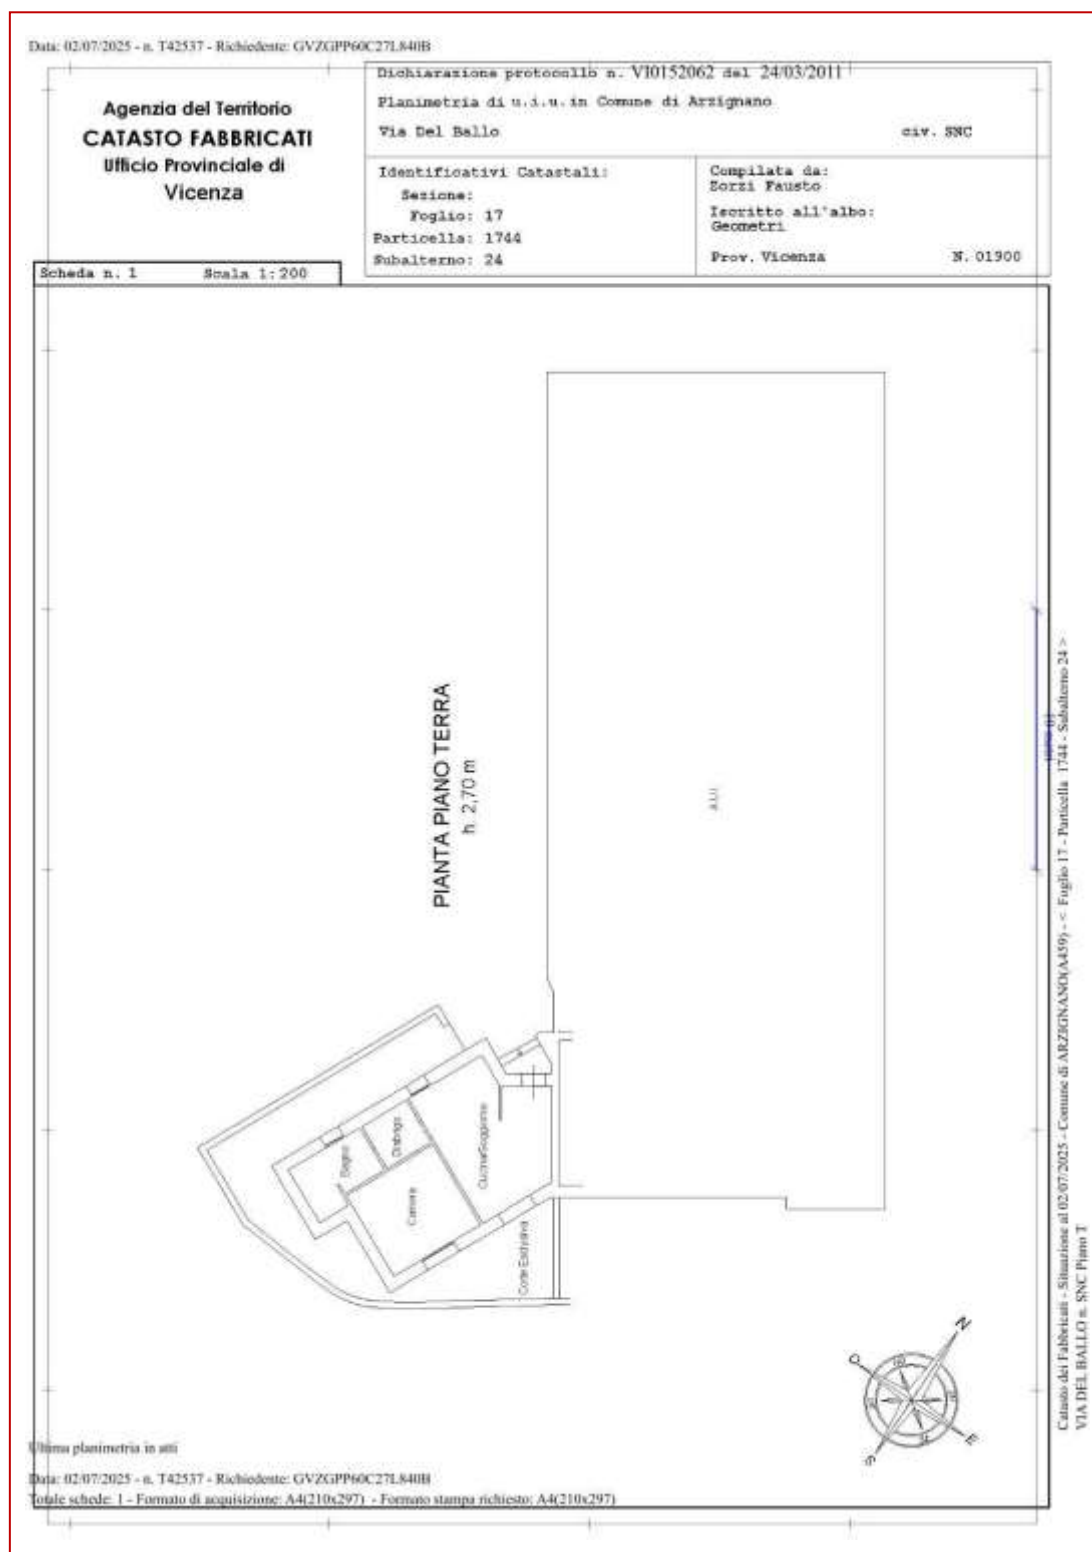 Data: 02/07/2025 - n. T42537 - Richiedente: GVZGPP60C27L840B
Agenzia del Territorio
CATASTO FABBRICATI
Ufficio Provinciale di
Vicenza
Dichiarazione protocollo n. VI0152062 del 24/03/2011
Planimetria di u.i.u. in Comune di Arzignano
Via Del Ballo civ. SNC
Identificativi Catastali:
Sezione:
Foglio: 17
Particella: 1744
Subalterno: 24
Compilata da:
Zorzi Fausto
Iscritto all'albo:
Geometri
Prov. Vicenza N. 01900
Scheda n. 1 Scala 1:200
PIANTA PIANO TERRA
h. 2,70 m
A.U.I.
Bagno
Disbrigo
Cucina/Soggiorno
Camera
Corte Esclusiva
N
O
E
S
Catasto dei Fabbricati - Situazione al 02/07/2025 - Comune di ARZIGNANO(A459) - < Foglio 17 - Particella 1744 - Subalterno 24 >
VIA DEL BALLO n. SNC Piano T
Ultima planimetria in atti
Data: 02/07/2025 - n. T42537 - Richiedente: GVZGPP60C27L840B
Totale schede: 1 - Formato di acquisizione: A4(210x297) - Formato stampa richiesto: A4(210x297)